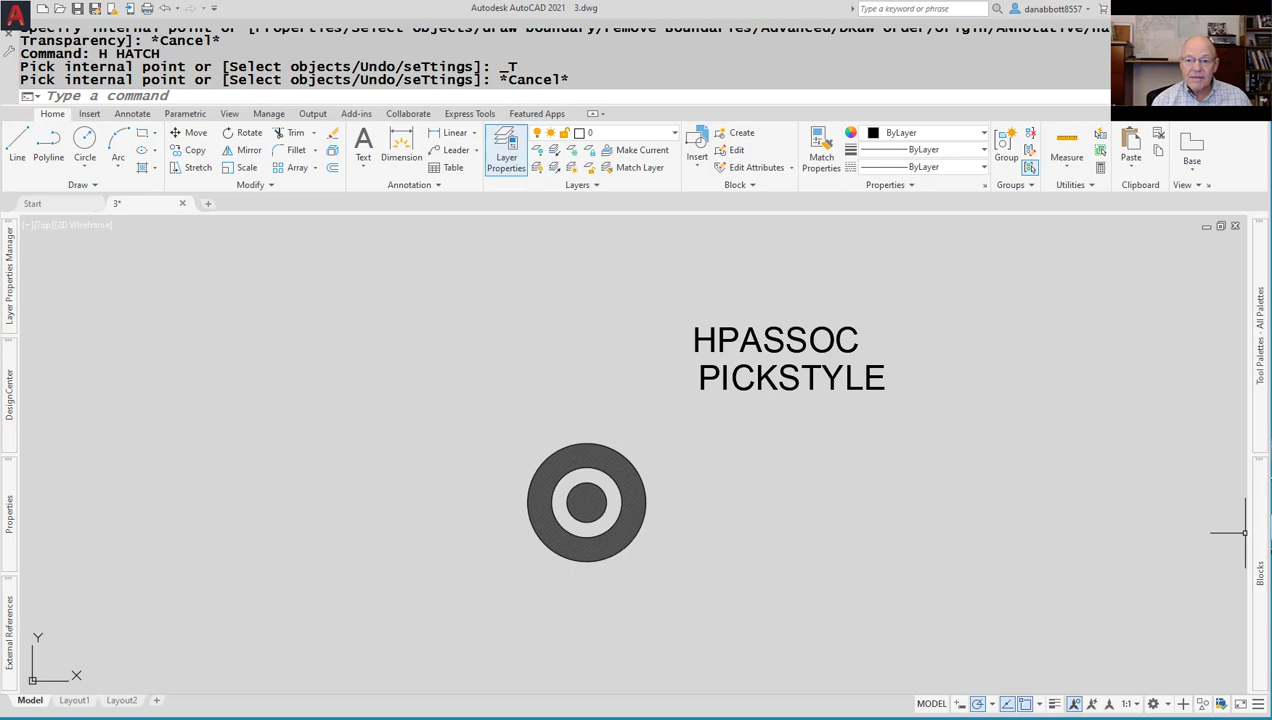 Autodesk AutoCAD 2021 3.dwg
Type a keyword or phrase
danabbott8557
Transparency]: *Cancel*
Command: H HATCH
Pick internal point or [Select objects/Undo/seTtings]: _T
Pick internal point or [Select objects/Undo/seTtings]: *Cancel*
Type a command
Home Insert Annotate Parametric View Manage Output Add-ins Collaborate Express Tools Featured Apps
Line Polyline Circle Arc
Move Rotate Trim
Copy Mirror Fillet
Stretch Scale Array
Text Dimension
Linear
Leader
Table
Layer Properties
0
Make Current
Match Layer
Insert
Create
Edit
Edit Attributes
Match Properties
ByLayer
ByLayer
ByLayer
Group
Measure
Paste
Base
Draw Modify Annotation Layers Block Properties Groups Utilities Clipboard View
Start 3*
[−][Top][2D Wireframe]
Layer Properties Manager
DesignCenter
Properties
External References
HPASSOC
PICKSTYLE
Tool Palettes - All Palettes
Blocks
Y
X
Model Layout1 Layout2
MODEL
1:1